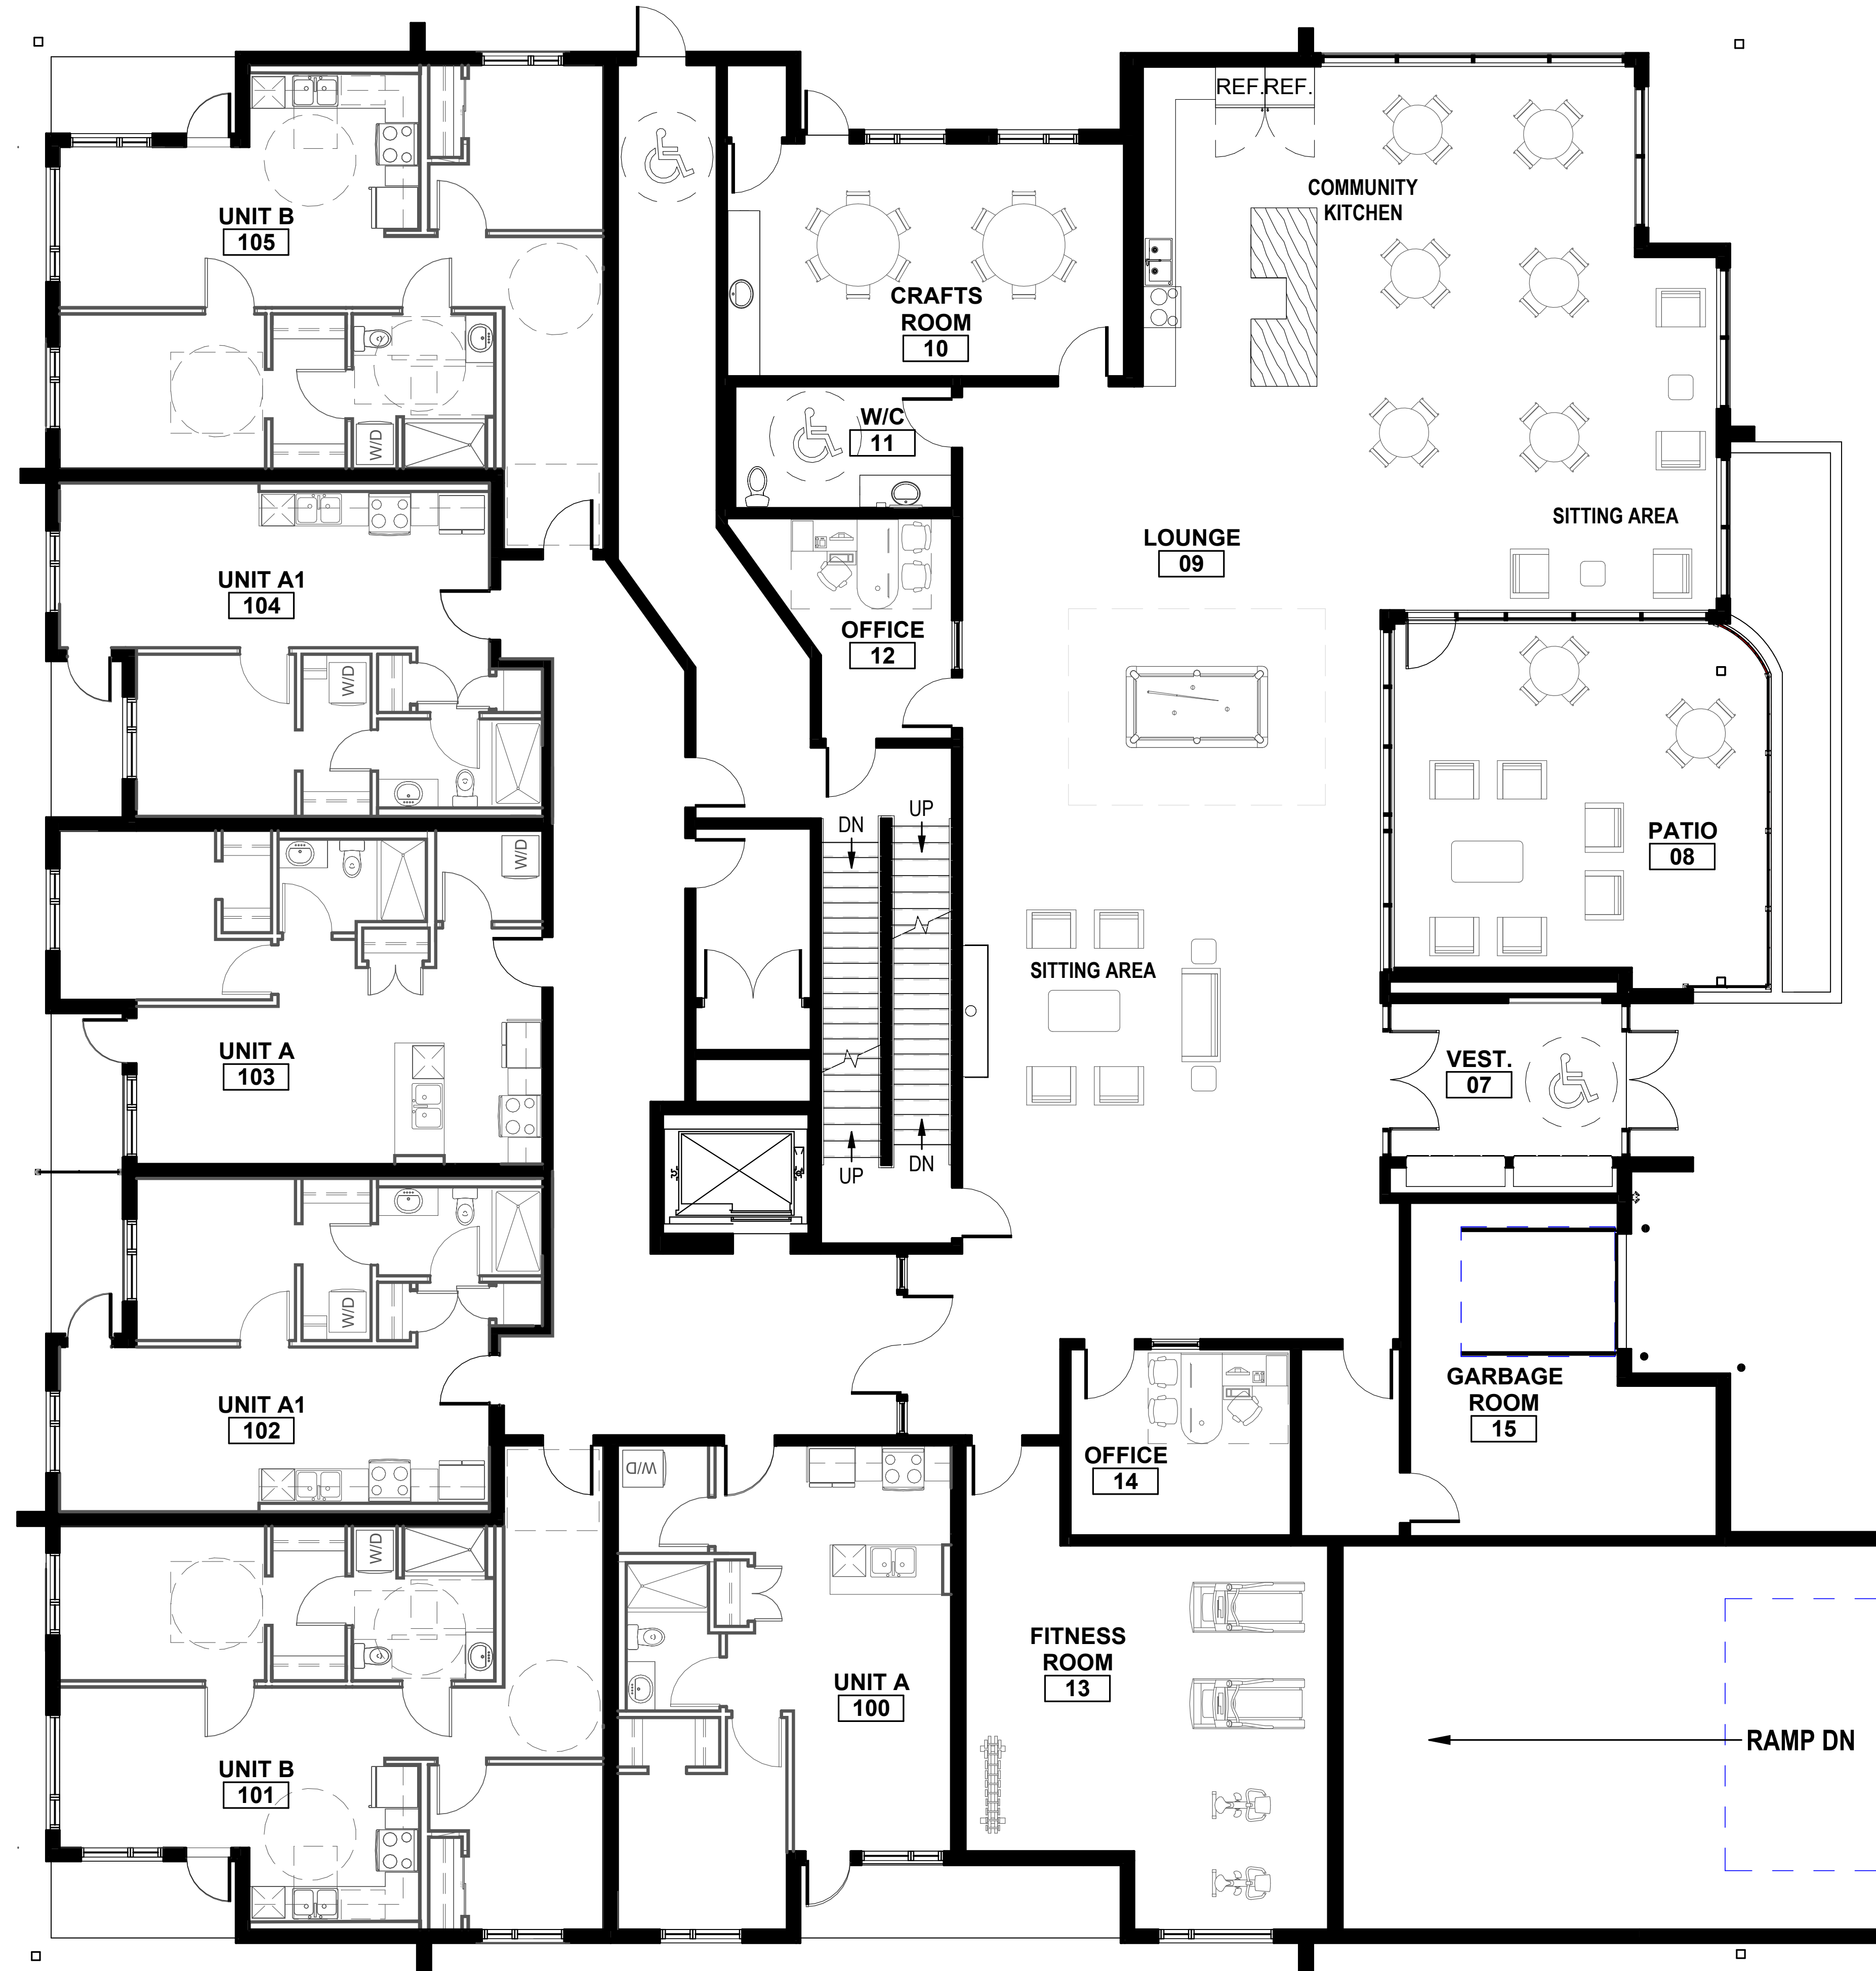 REF. REF.
COMMUNITY
KITCHEN
UNIT B
105
CRAFTS
ROOM
10
W/C
11
W/D
SITTING AREA
LOUNGE
09
UNIT A1
104
OFFICE
12
W/D
UP
DN
PATIO
08
W/D
SITTING AREA
UNIT A
103
VEST.
07
UP
DN
W/D
GARBAGE
ROOM
15
UNIT A1
102
OFFICE
14
W/D
W/D
FITNESS
ROOM
13
UNIT A
100
RAMP DN
UNIT B
101